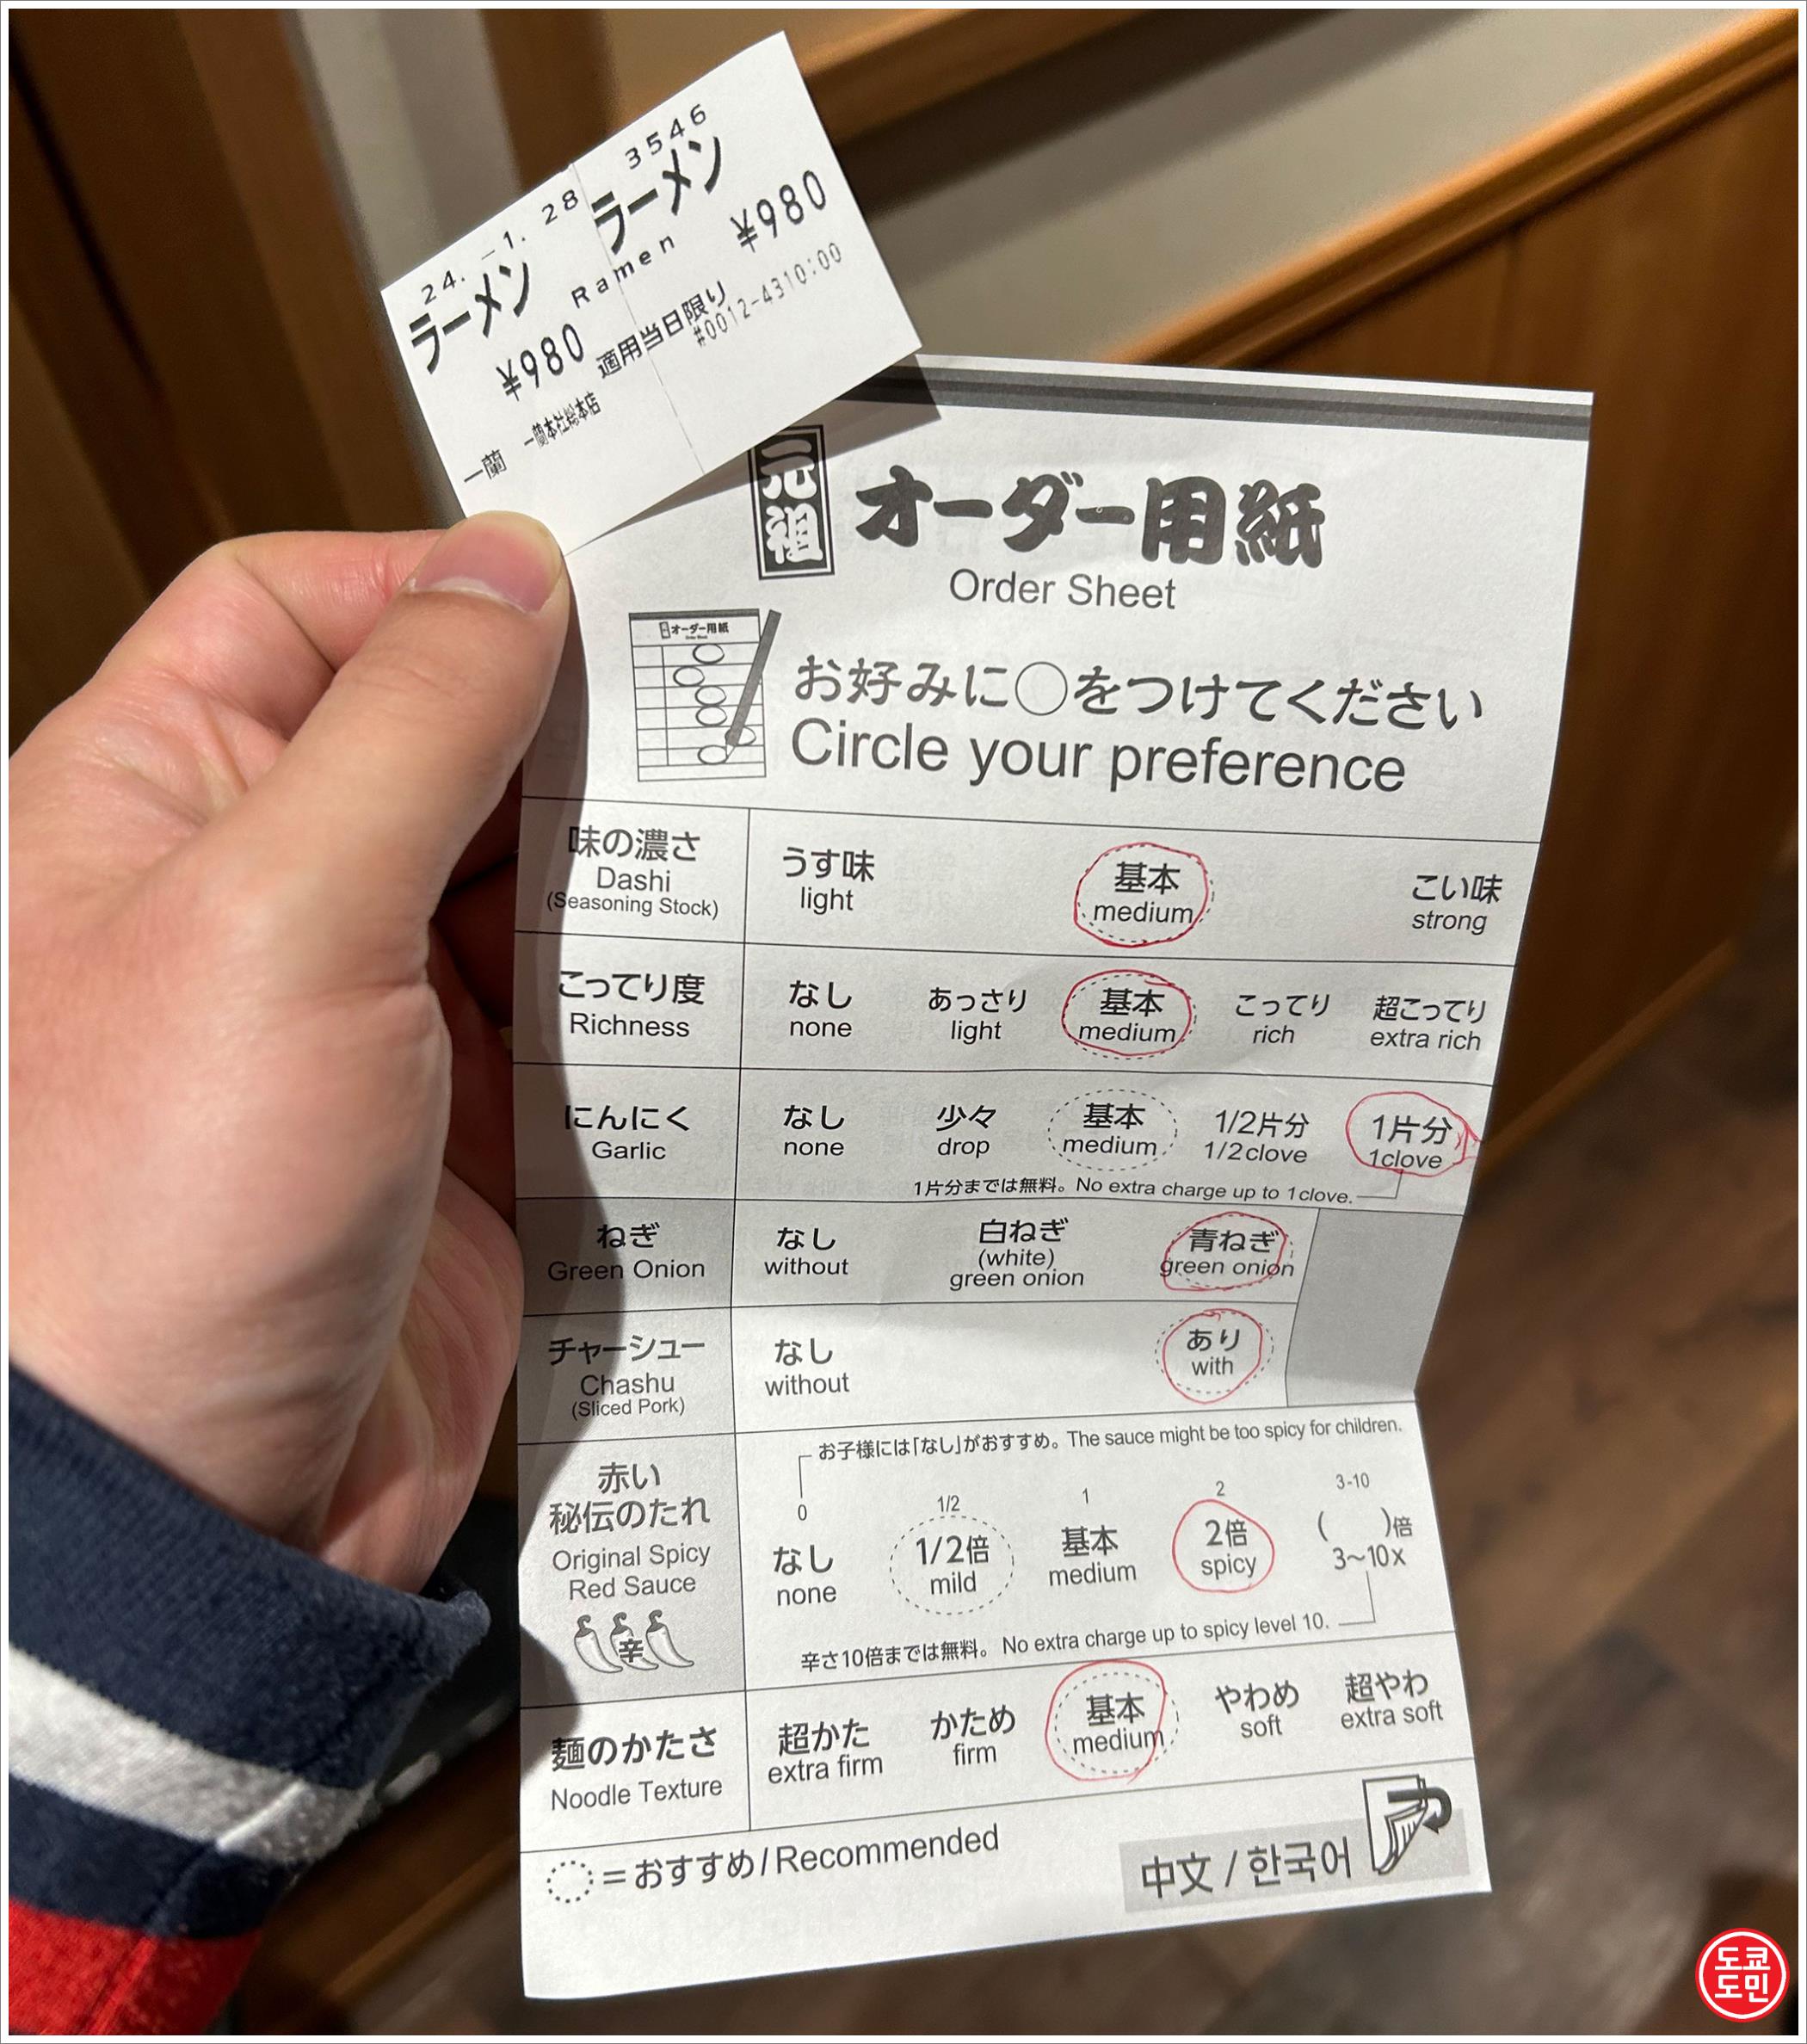 24. _1. 28
3546
ラーメン
ラーメン
Ramen
¥980
¥980
適用当日限り
#0012-4310:00
一蘭 一蘭本社総本店
元祖
オーダー用紙
Order Sheet
オーダー用紙
お好みに○をつけてください
Circle your preference
味の濃さ
Dashi
(Seasoning Stock)
うす味
light
基本
medium
こい味
strong
こってり度
Richness
なし
none
あっさり
light
基本
medium
こってり
rich
超こってり
extra rich
にんにく
Garlic
なし
none
少々
drop
基本
medium
1/2片分
1/2clove
1片分
1clove
1片分までは無料。No extra charge up to 1clove.
ねぎ
Green Onion
なし
without
白ねぎ
(white)
green onion
青ねぎ
green onion
チャーシュー
Chashu
(Sliced Pork)
なし
without
あり
with
赤い
秘伝のたれ
Original Spicy
Red Sauce
辛
お子様には「なし」がおすすめ。The sauce might be too spicy for children.
0
なし
none
1/2
1/2倍
mild
1
基本
medium
2
2倍
spicy
3-10
( )倍
3~10x
辛さ10倍までは無料。No extra charge up to spicy level 10.
麺のかたさ
Noodle Texture
超かた
extra firm
かため
firm
基本
medium
やわめ
soft
超やわ
extra soft
=おすすめ/Recommended
中文 / 한국어
도쿄
도민